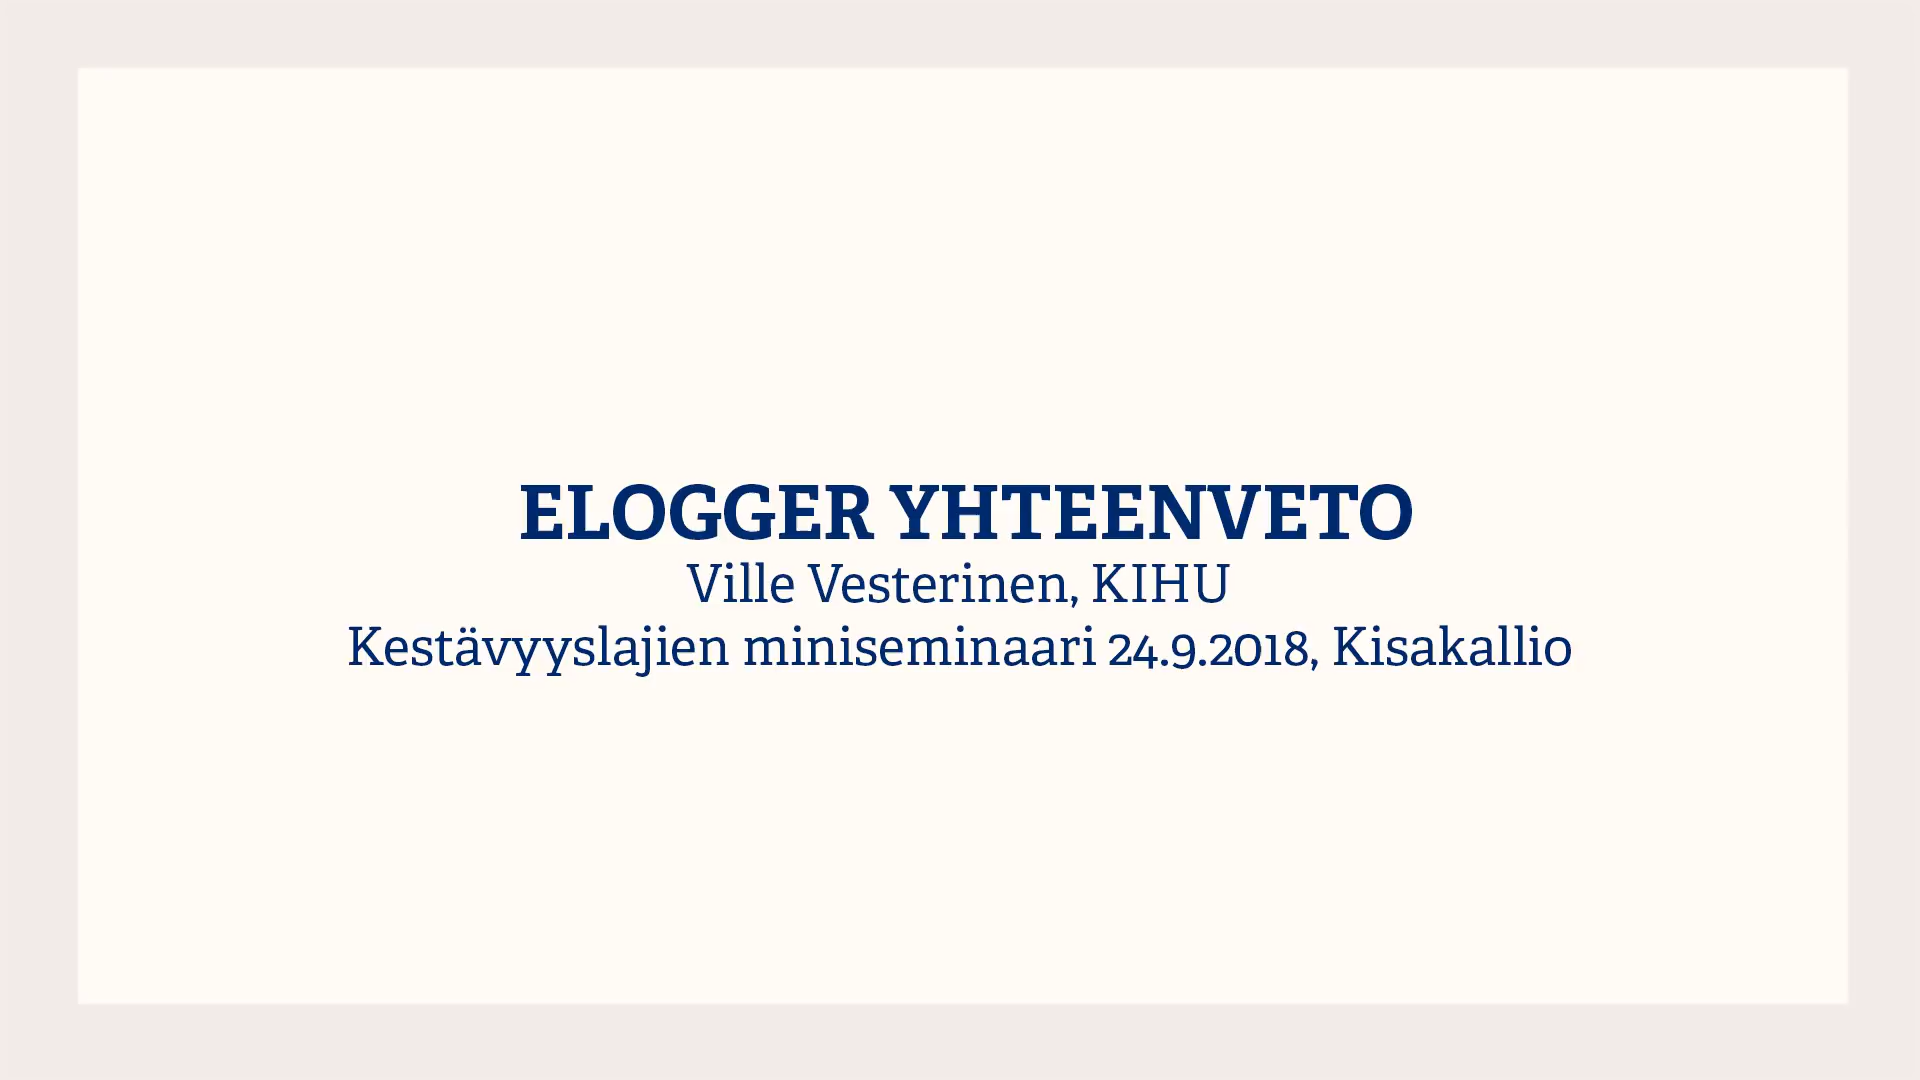 ELOGGER YHTEENVETO
Ville Vesterinen, KIHU
Kestävyyslajien miniseminaari 24.9.2018, Kisakallio